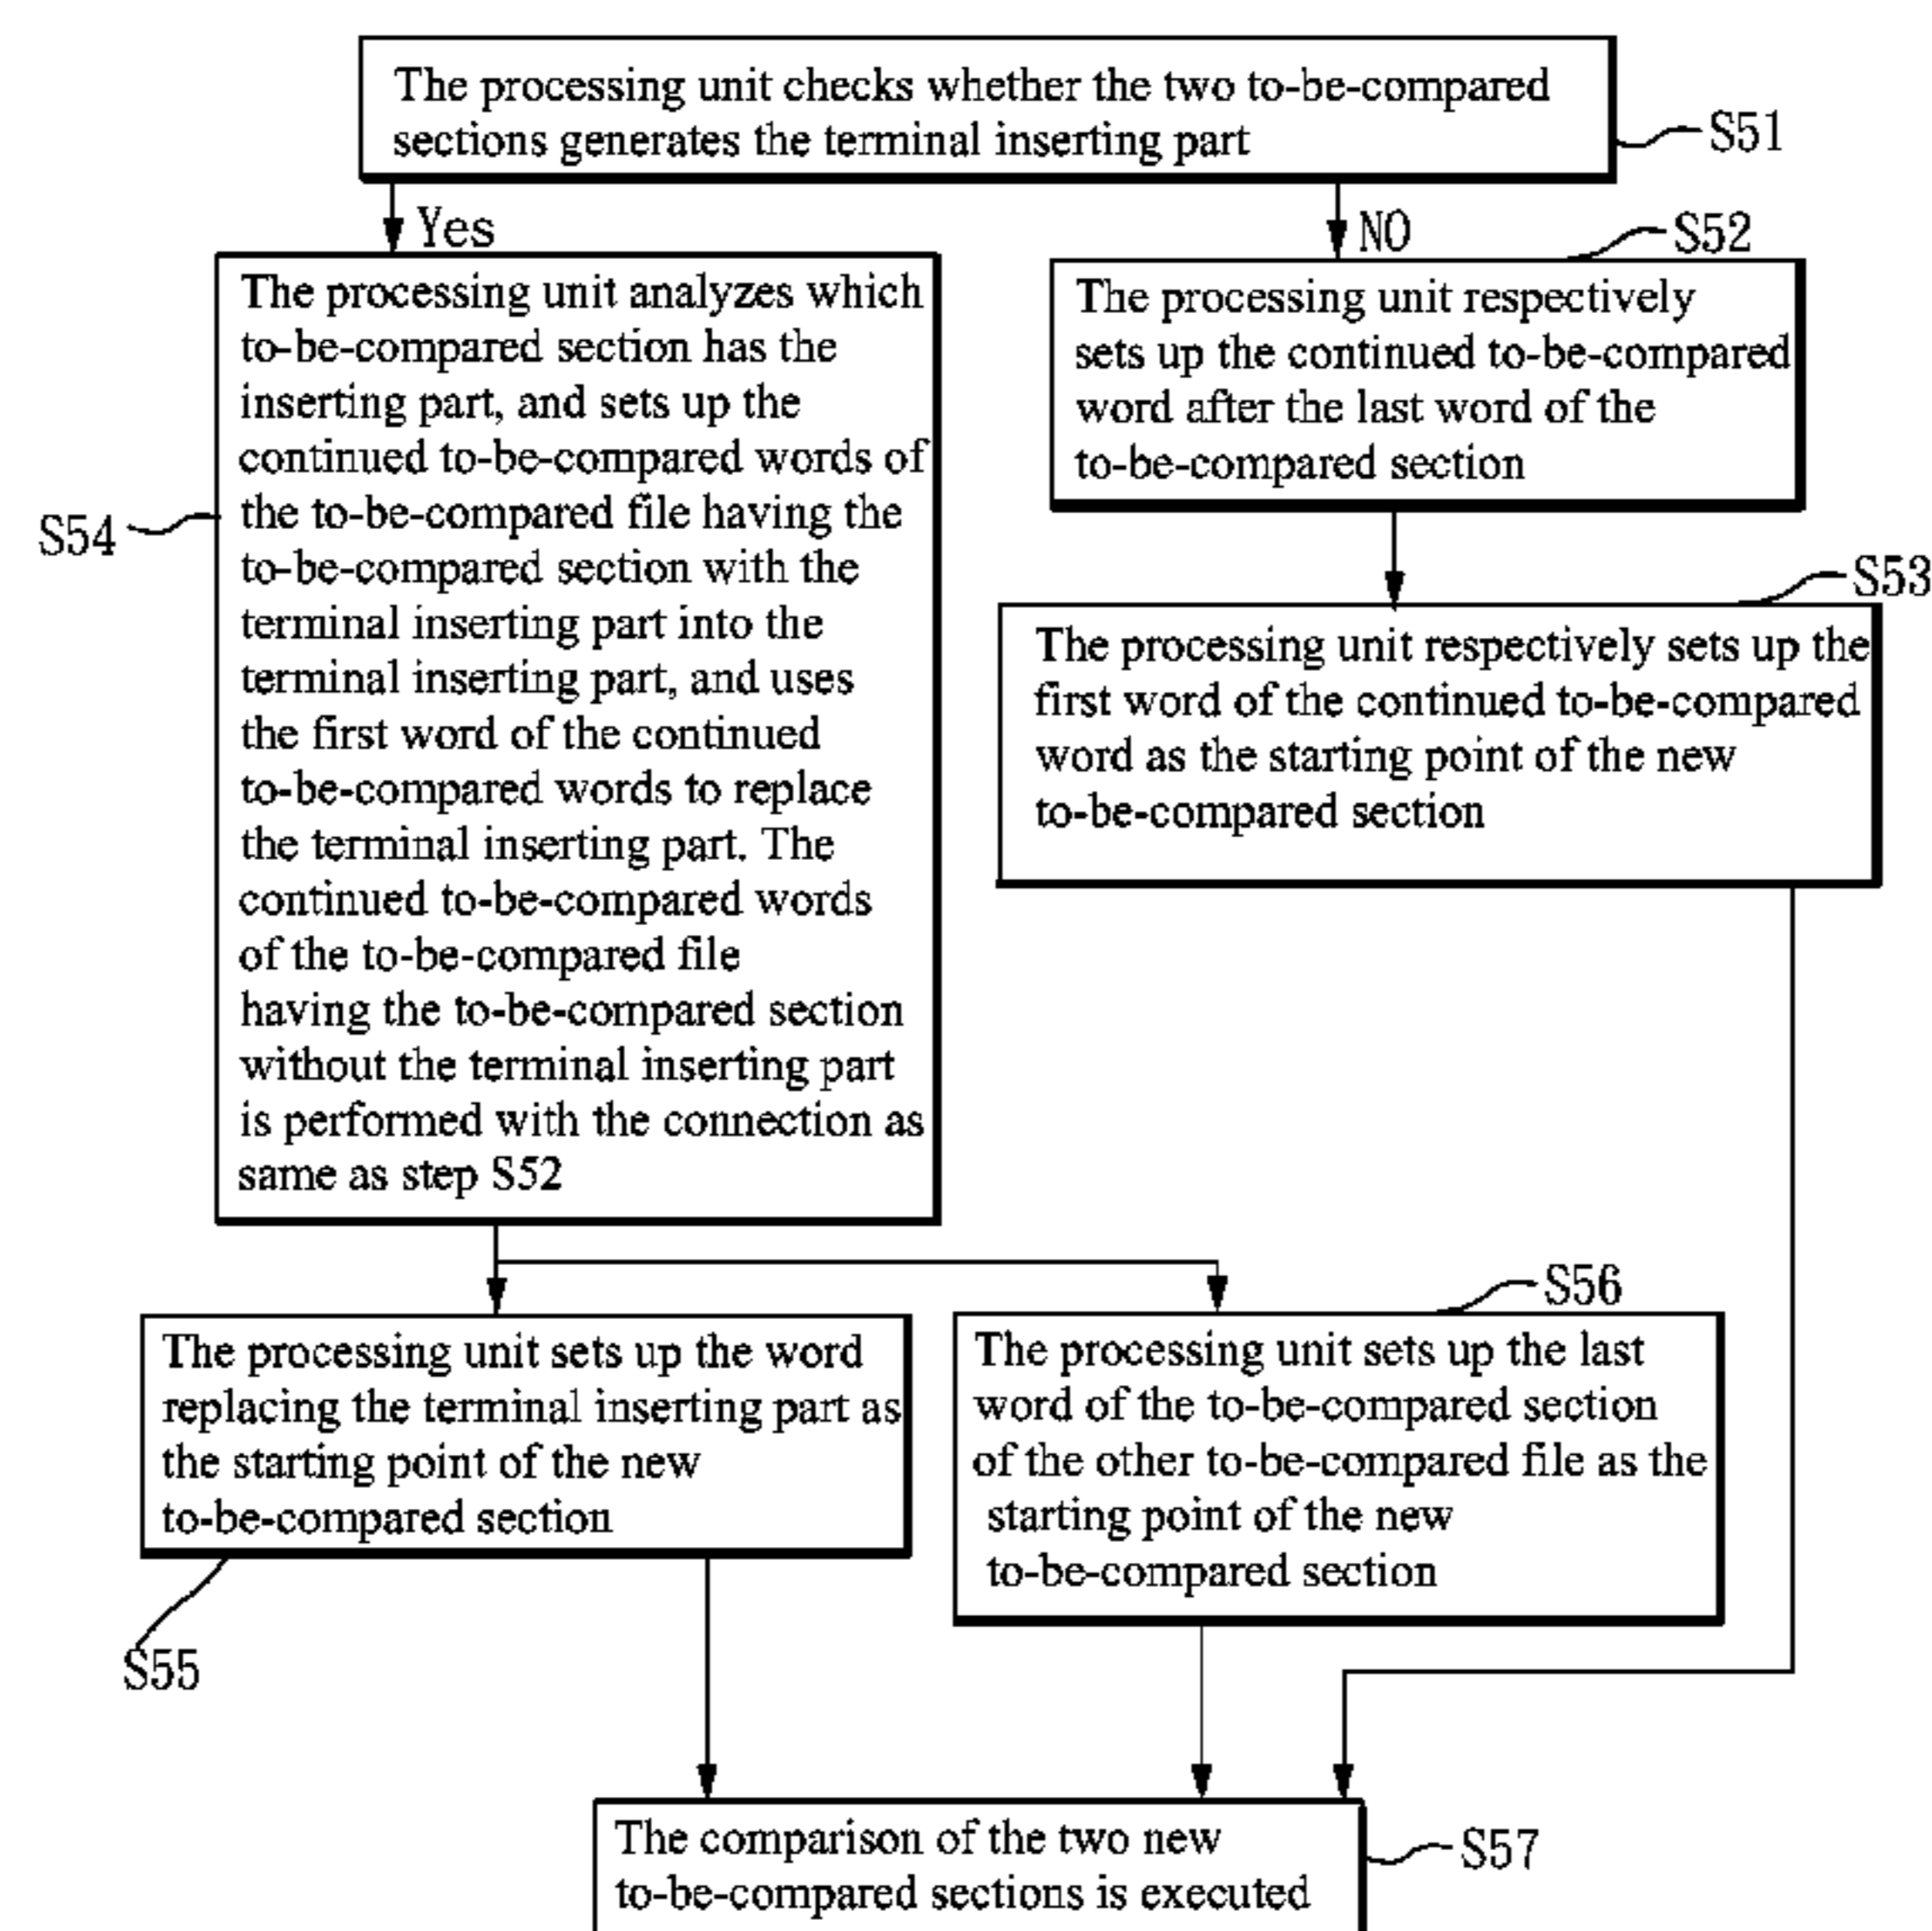 The processing unit checks whether the two to-be-compared
sections generates the terminal inserting part
S51
Yes
NO
S52
The processing unit analyzes which
to-be-compared section has the
inserting part, and sets up the
continued to-be-compared words of
the to-be-compared file having the
to-be-compared section with the
terminal inserting part into the
terminal inserting part, and uses
the first word of the continued
to-be-compared words to replace
the terminal inserting part. The
continued to-be-compared words
of the to-be-compared file
having the to-be-compared section
without the terminal inserting part
is performed with the connection as
same as step S52
S54
The processing unit respectively
sets up the continued to-be-compared
word after the last word of the
to-be-compared section
S53
The processing unit respectively sets up the
first word of the continued to-be-compared
word as the starting point of the new
to-be-compared section
The processing unit sets up the word
replacing the terminal inserting part as
the starting point of the new
to-be-compared section
S55
S56
The processing unit sets up the last
word of the to-be-compared section
of the other to-be-compared file as the
starting point of the new
to-be-compared section
The comparison of the two new
to-be-compared sections is executed
S57